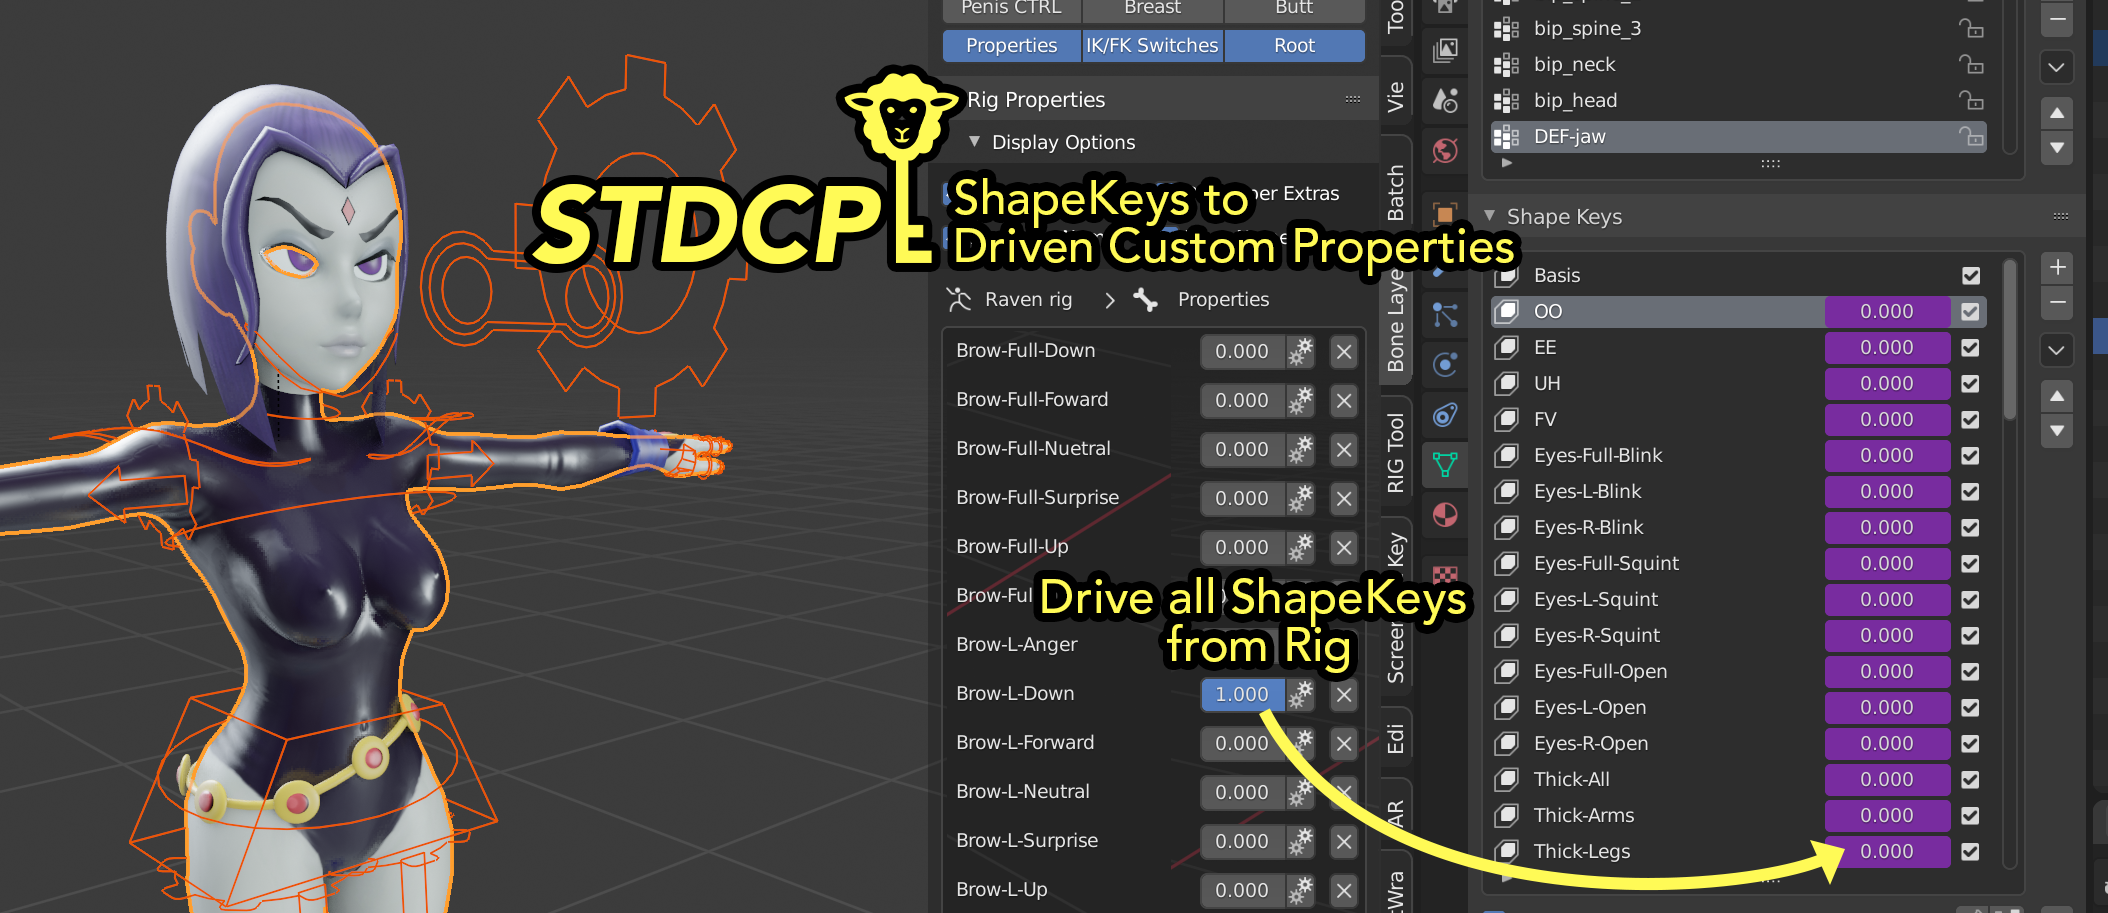 Penis CTRL
Breast
Butt
Properties
IK/FK Switches
Root
Rig Properties
Display Options
STDCP
ShapeKeys to
Driven Custom Properties
Extras
Raven rig
Properties
Brow-Full-Down
0.000
Brow-Full-Foward
0.000
Brow-Full-Nuetral
0.000
Brow-Full-Surprise
0.000
Brow-Full-Up
0.000
Drive all ShapeKeys
from Rig
Brow-L-Anger
Brow-L-Down
1.000
Brow-L-Forward
0.000
Brow-L-Neutral
0.000
Brow-L-Surprise
0.000
Brow-L-Up
0.000
Too
Vie
Batch
Bone Laye
RIG Tool
Screen
Key
Edi
AR
Wra
bip_spine_3
bip_neck
bip_head
DEF-jaw
Shape Keys
Basis
OO
0.000
EE
0.000
UH
0.000
FV
0.000
Eyes-Full-Blink
0.000
Eyes-L-Blink
0.000
Eyes-R-Blink
0.000
Eyes-Full-Squint
0.000
Eyes-L-Squint
0.000
Eyes-R-Squint
0.000
Eyes-Full-Open
0.000
Eyes-L-Open
0.000
Eyes-R-Open
0.000
Thick-All
0.000
Thick-Arms
0.000
Thick-Legs
0.000